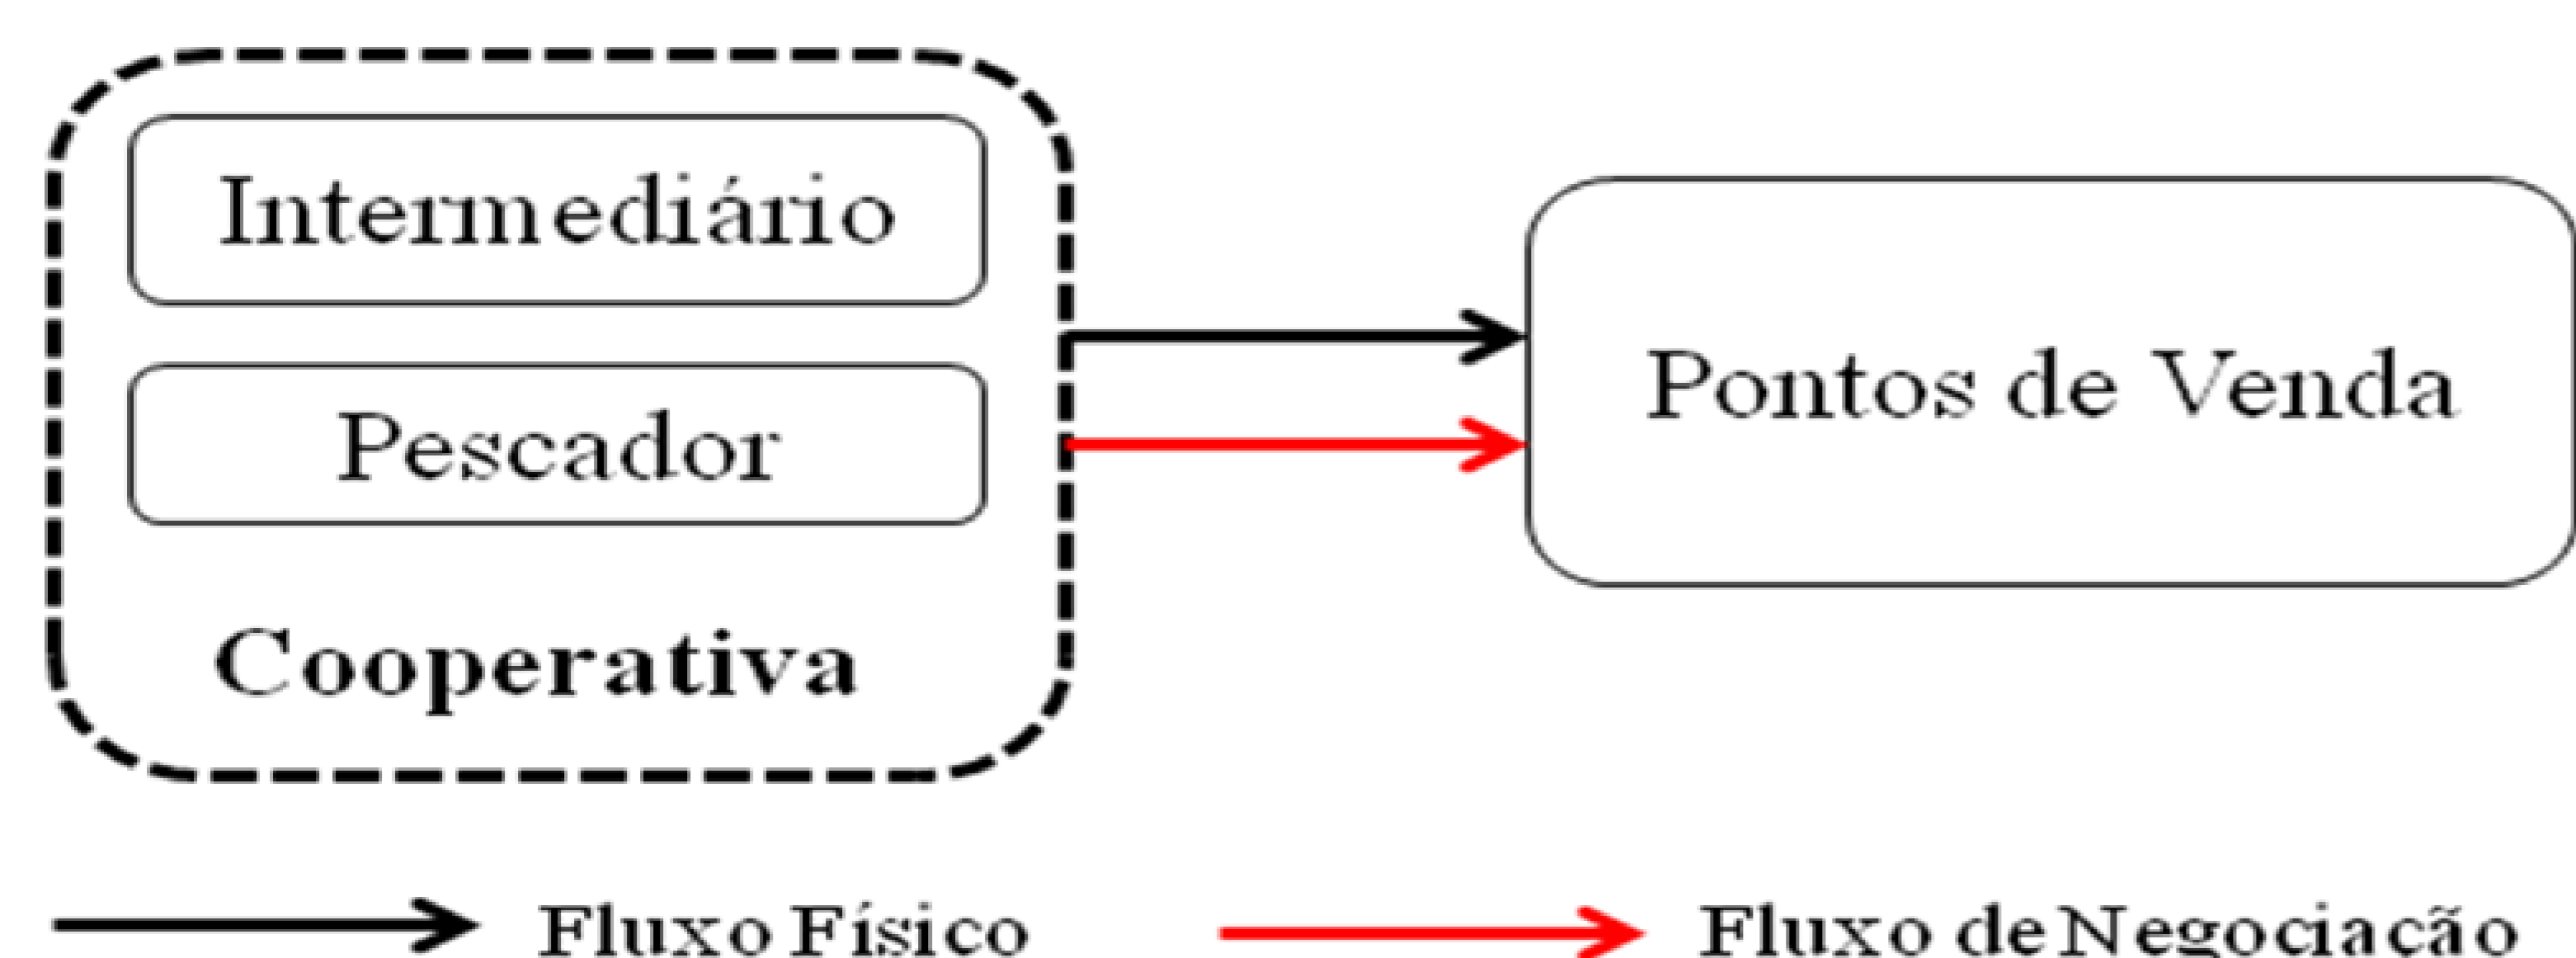 Intermediário
Pescador
Cooperativa
Pontos de Venda
Fluxo Físico
Fluxo de Negociação